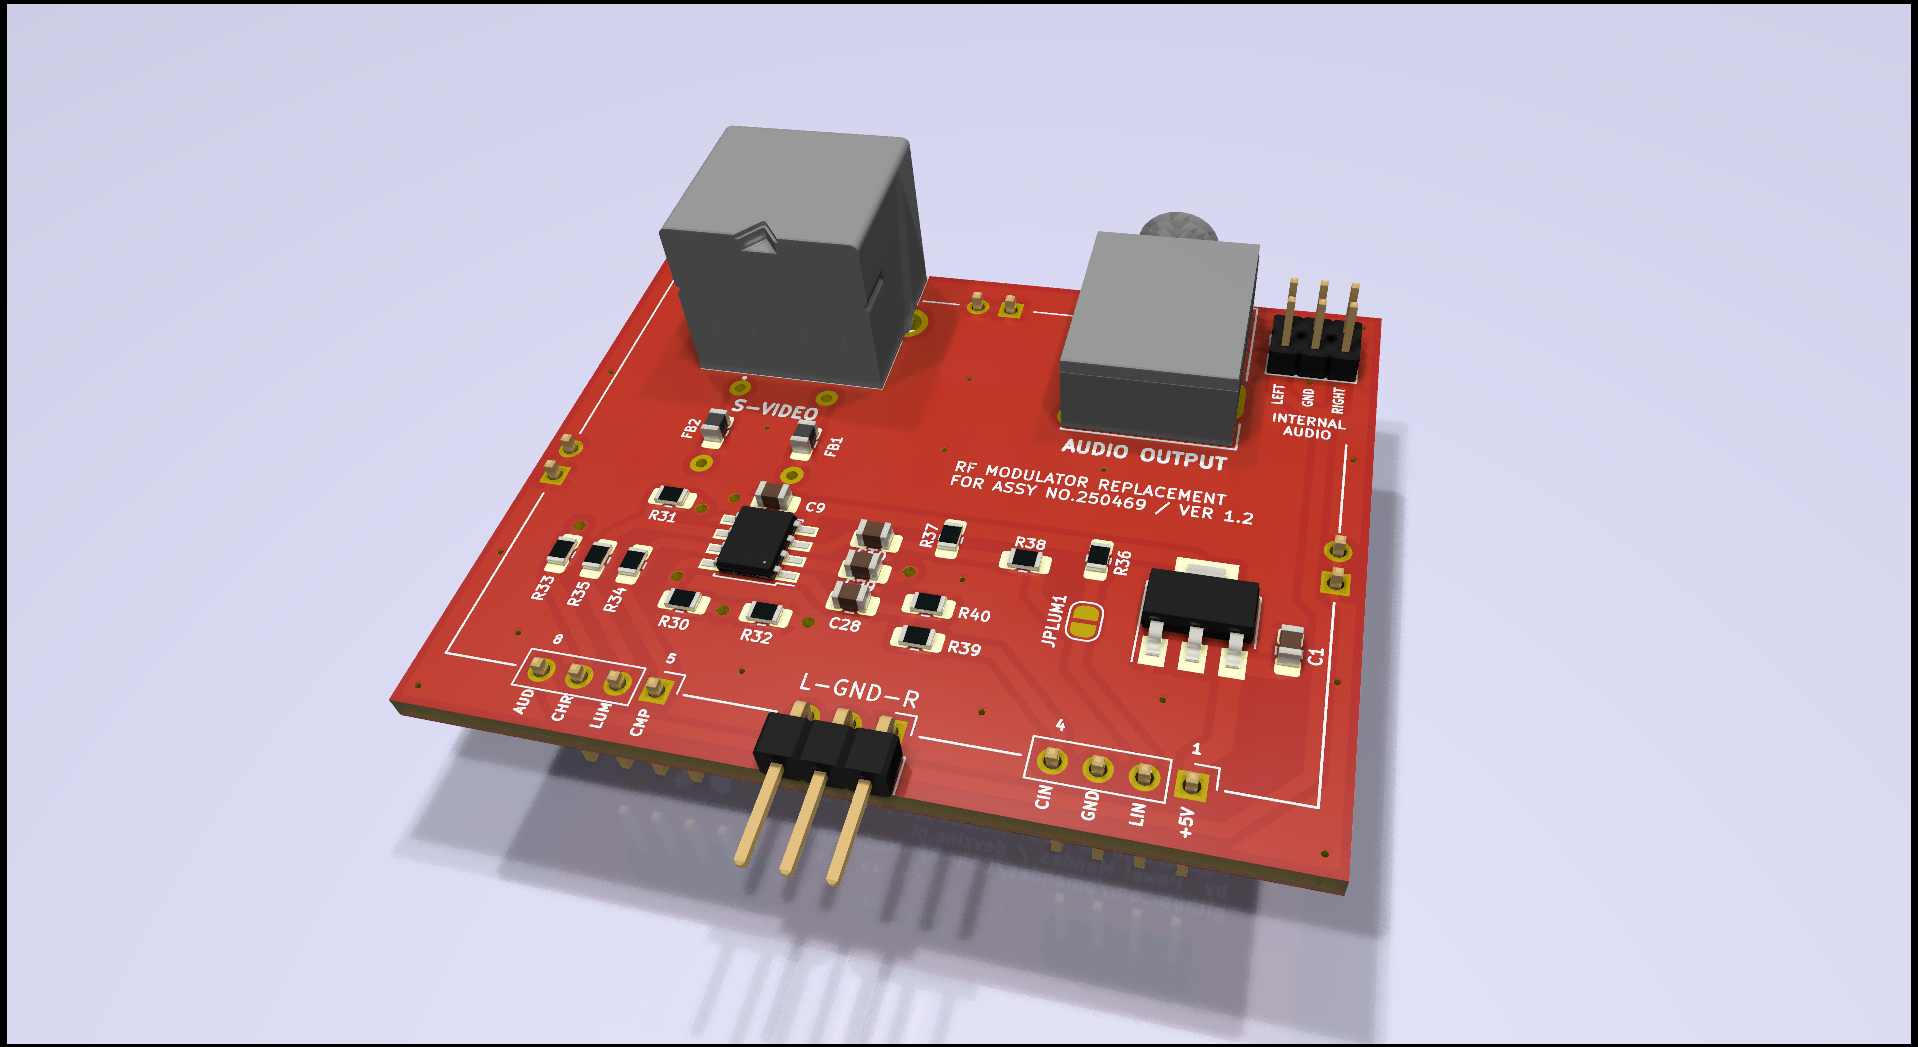 S-VIDEO
FB2
FB1
LEFT
GND
RIGHT
INTERNAL
AUDIO
AUDIO OUTPUT
RF MODULATOR REPLACEMENT
FOR ASSY NO.250469 / VER 1.2
R31
C9
R37
R38
R36
R33
R35
R34
R30
R32
C28
R40
R39
JPLUM1
C1
8
5
AUD
CHR
LUM
CMP
L-GND-R
4
1
CIN
GND
LIN
+5V